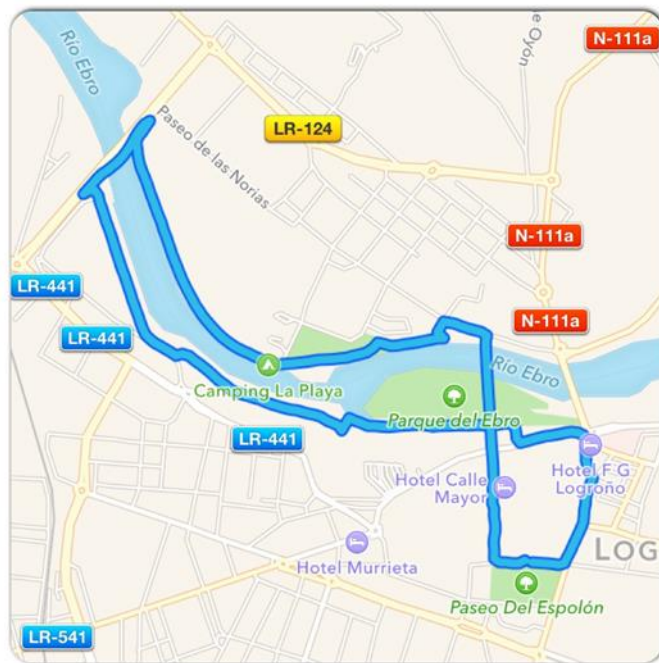 Río Ebro
N-111a
de Oyón
LR-124
Paseo de las Norias
N-111a
LR-441
N-111a
LR-441
Río Ebro
Camping La Playa
Parque del Ebro
LR-441
Hotel F G
Logroño
Hotel Calle
Mayor
LOG
Hotel Murrieta
Paseo Del Espolón
LR-541